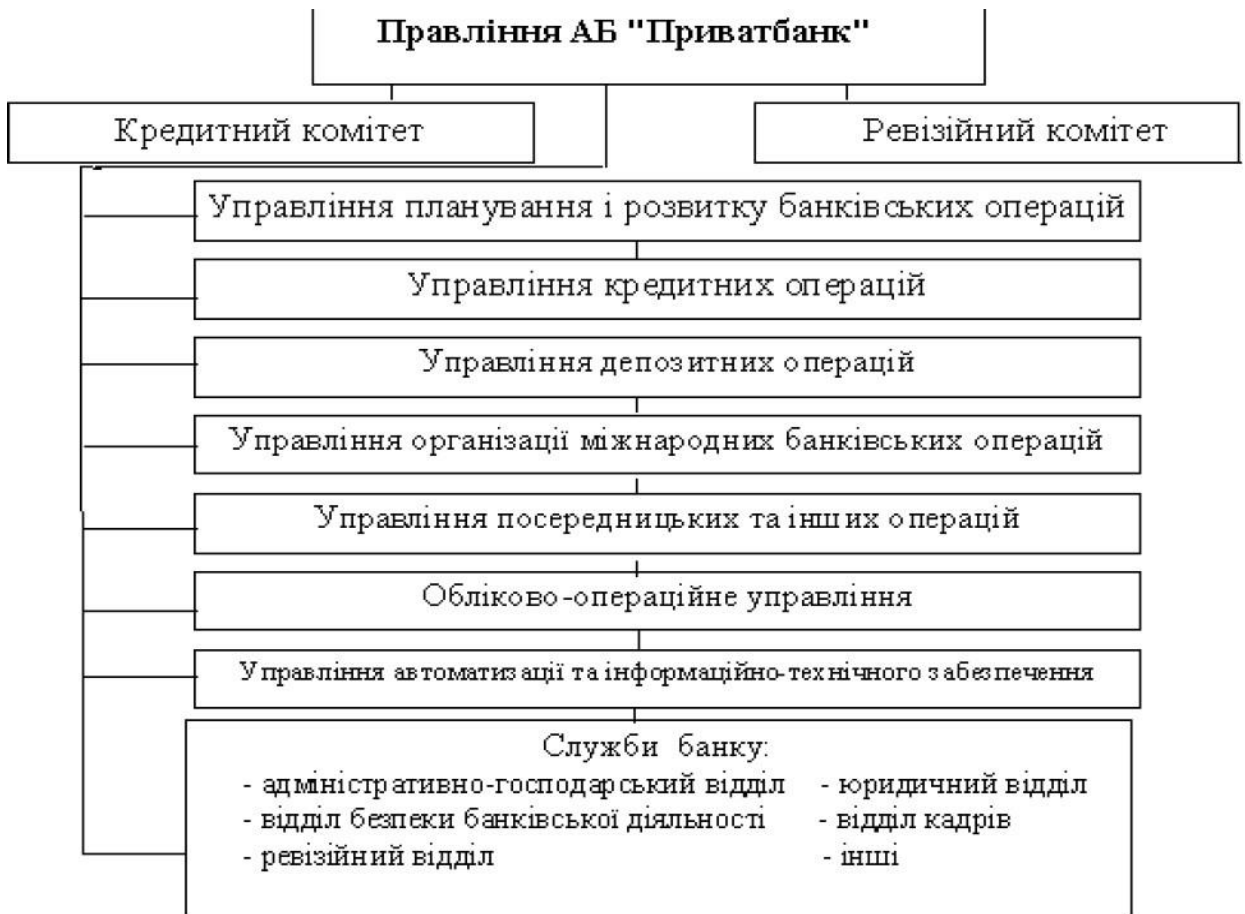 Правління АБ "Приватбанк"
Кредитний комітет
Ревізійний комітет
Управління планування і розвитку банківських операцій
Управління кредитних операцій
Управління депозитних операцій
Управління організації міжнародних банківських операцій
Управління посередницьких та інших операцій
Обліково-операційне управління
Управління автоматизації та інформаційно-технічного забезпечення
Служби банку:
- адміністративно-господарський відділ - юридичний відділ
- відділ безпеки банківської діяльності - відділ кадрів
- ревізійний відділ - інші